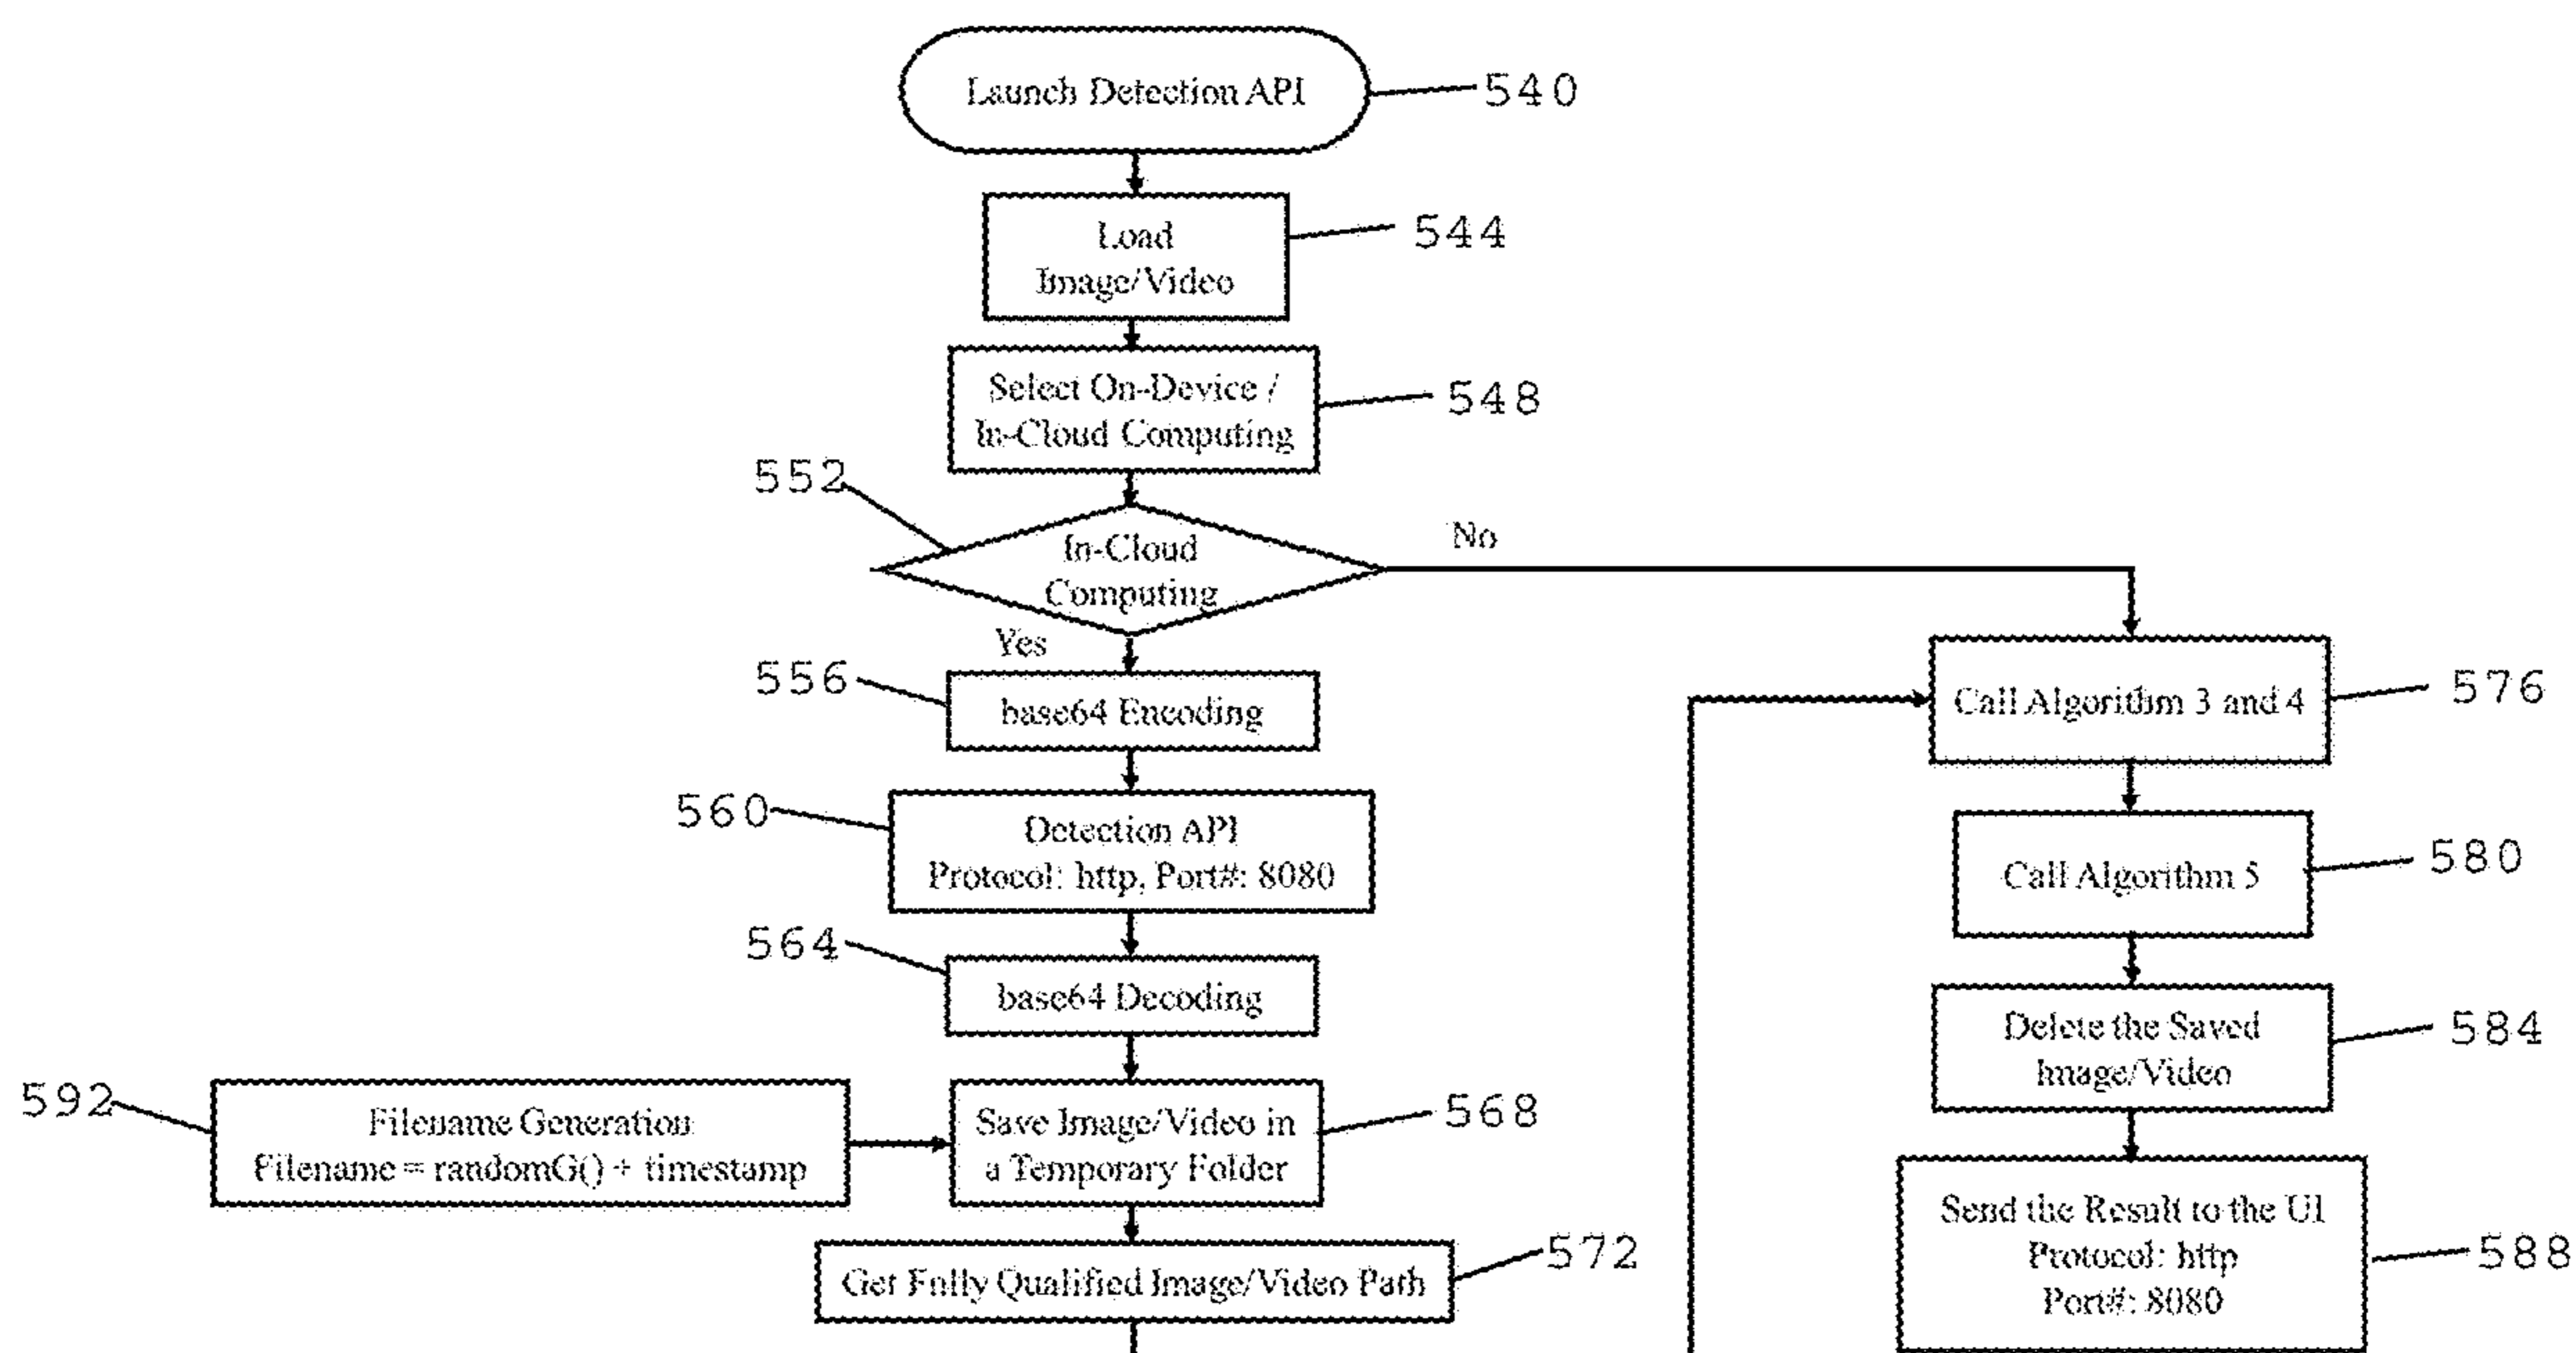 Launch Detection API
540
Load
Image/Video
544
Select On-Device /
In-Cloud Computing
548
552
In-Cloud
Computing
No
Yes
556
base64 Encoding
560
Detection API
Protocol: http, Port#: 8080
564
base64 Decoding
592
Filename Generation
Filename = randomG() + timestamp
Save Image/Video in
a Temporary Folder
568
Get Fully Qualified Image/Video Path
572
Call Algorithm 3 and 4
576
Call Algorithm 5
580
Delete the Saved
Image/Video
584
Send the Result to the UI
Protocol: http
Port#: 8080
588